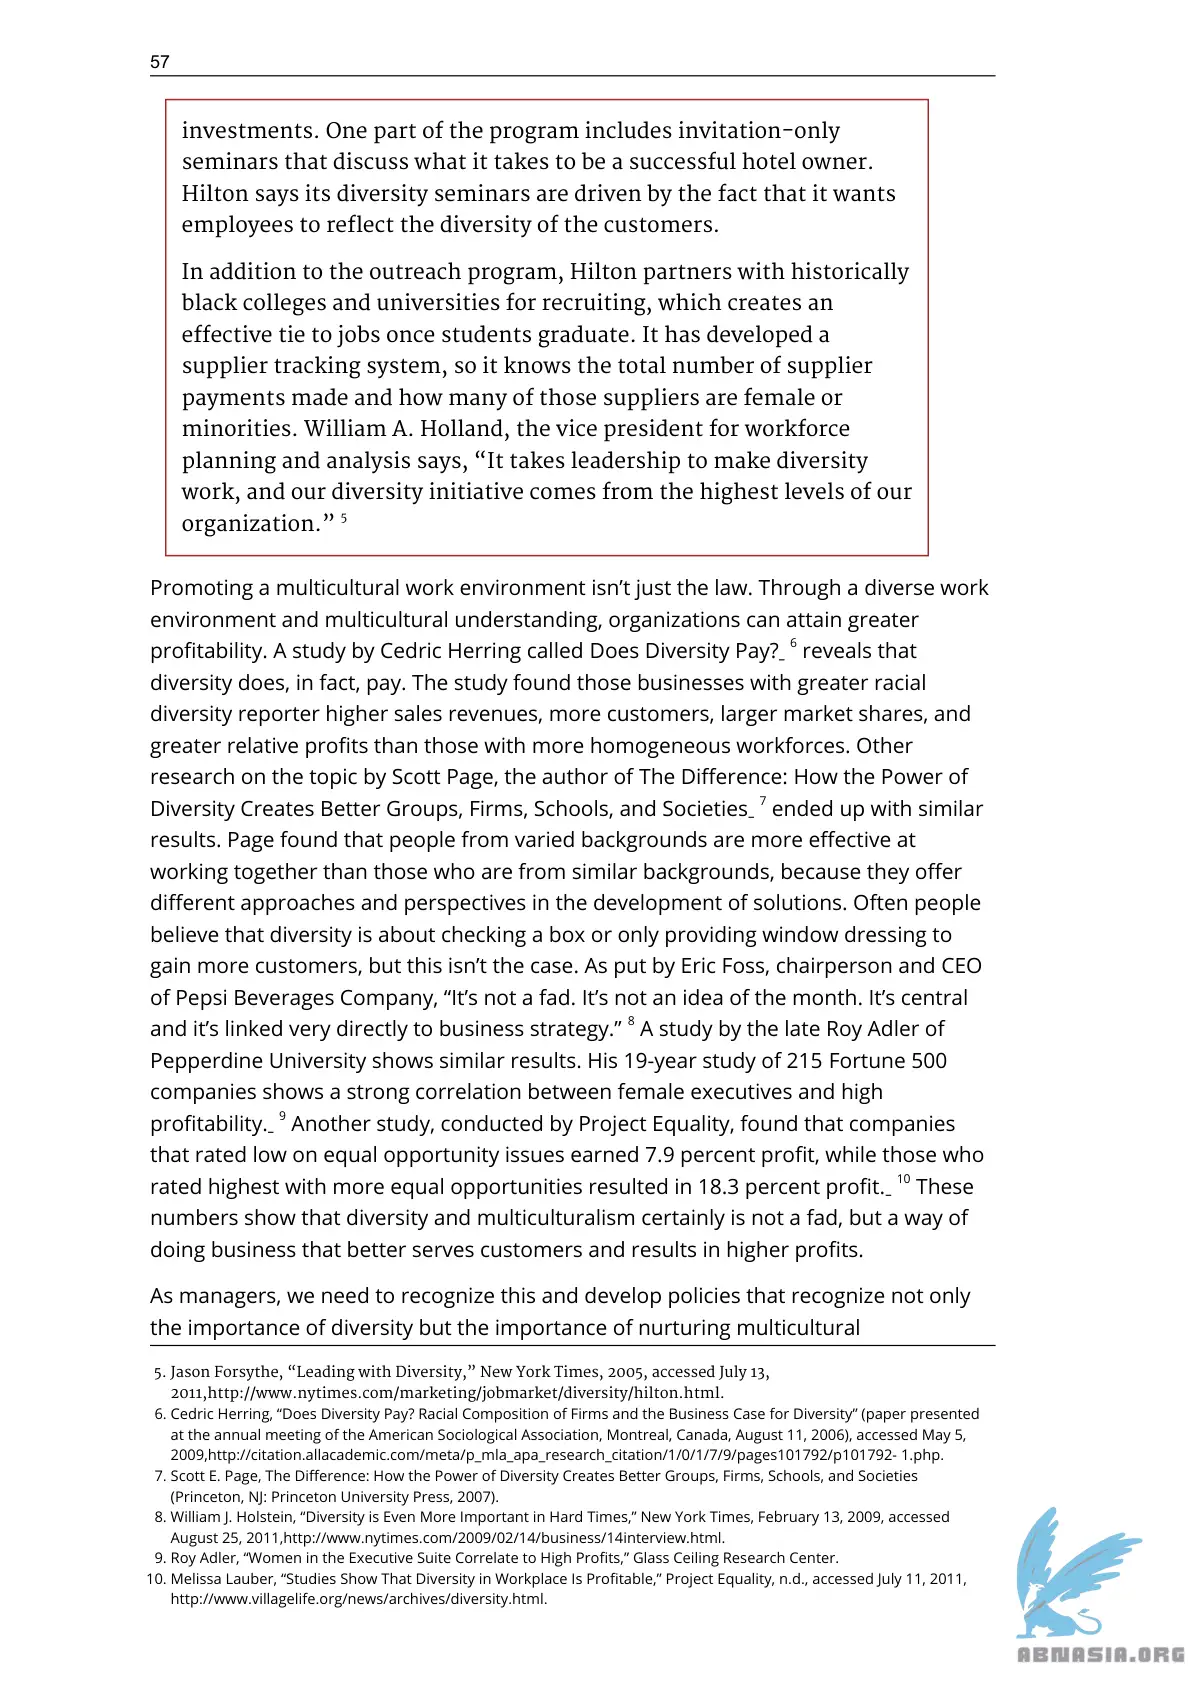 57
investments. One part of the program includes invitation-only
seminars that discuss what it takes to be a successful hotel owner.
Hilton says its diversity seminars are driven by the fact that it wants
employees to reflect the diversity of the customers.
In addition to the outreach program, Hilton partners with historically
black colleges and universities for recruiting, which creates an
effective tie to jobs once students graduate. It has developed a
supplier tracking system, so it knows the total number of supplier
payments made and how many of those suppliers are female or
minorities. William A. Holland, the vice president for workforce
planning and analysis says, “It takes leadership to make diversity
work, and our diversity initiative comes from the highest levels of our
organization.” 5
Promoting a multicultural work environment isn’t just the law. Through a diverse work
environment and multicultural understanding, organizations can attain greater
profitability. A study by Cedric Herring called Does Diversity Pay?_ 6 reveals that
diversity does, in fact, pay. The study found those businesses with greater racial
diversity reporter higher sales revenues, more customers, larger market shares, and
greater relative profits than those with more homogeneous workforces. Other
research on the topic by Scott Page, the author of The Difference: How the Power of
Diversity Creates Better Groups, Firms, Schools, and Societies_ 7 ended up with similar
results. Page found that people from varied backgrounds are more effective at
working together than those who are from similar backgrounds, because they offer
different approaches and perspectives in the development of solutions. Often people
believe that diversity is about checking a box or only providing window dressing to
gain more customers, but this isn’t the case. As put by Eric Foss, chairperson and CEO
of Pepsi Beverages Company, “It’s not a fad. It’s not an idea of the month. It’s central
and it’s linked very directly to business strategy.” 8 A study by the late Roy Adler of
Pepperdine University shows similar results. His 19-year study of 215 Fortune 500
companies shows a strong correlation between female executives and high
profitability._ 9 Another study, conducted by Project Equality, found that companies
that rated low on equal opportunity issues earned 7.9 percent profit, while those who
rated highest with more equal opportunities resulted in 18.3 percent profit._ 10 These
numbers show that diversity and multiculturalism certainly is not a fad, but a way of
doing business that better serves customers and results in higher profits.
As managers, we need to recognize this and develop policies that recognize not only
the importance of diversity but the importance of nurturing multicultural
5. Jason Forsythe, “Leading with Diversity,” New York Times, 2005, accessed July 13,
2011,http://www.nytimes.com/marketing/jobmarket/diversity/hilton.html.
6. Cedric Herring, “Does Diversity Pay? Racial Composition of Firms and the Business Case for Diversity” (paper presented
at the annual meeting of the American Sociological Association, Montreal, Canada, August 11, 2006), accessed May 5,
2009,http://citation.allacademic.com/meta/p_mla_apa_research_citation/1/0/1/7/9/pages101792/p101792- 1.php.
7. Scott E. Page, The Difference: How the Power of Diversity Creates Better Groups, Firms, Schools, and Societies
(Princeton, NJ: Princeton University Press, 2007).
8. William J. Holstein, “Diversity is Even More Important in Hard Times,” New York Times, February 13, 2009, accessed
August 25, 2011,http://www.nytimes.com/2009/02/14/business/14interview.html.
9. Roy Adler, “Women in the Executive Suite Correlate to High Profits,” Glass Ceiling Research Center.
10. Melissa Lauber, “Studies Show That Diversity in Workplace Is Profitable,” Project Equality, n.d., accessed July 11, 2011,
http://www.villagelife.org/news/archives/diversity.html.
ABNASIA.ORG